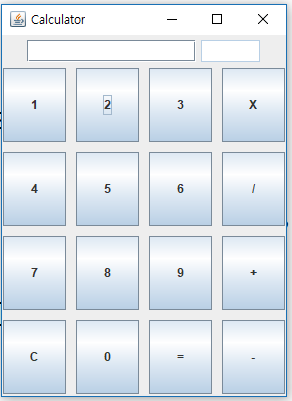 Calculator
1 2 3 X
4 5 6 /
7 8 9 +
C 0 = -